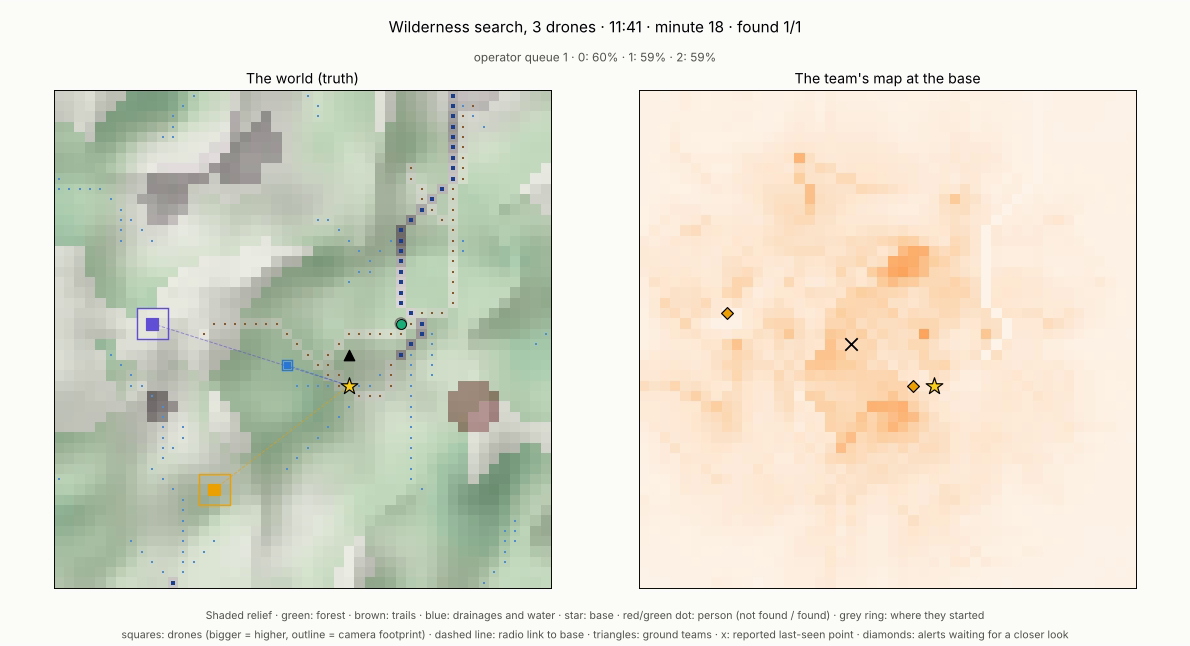 Wilderness search, 3 drones · 11:41 · minute 18 · found 1/1
operator queue 1 · 0: 60% · 1: 59% · 2: 59%
The world (truth)
The team's map at the base
Shaded relief · green: forest · brown: trails · blue: drainages and water · star: base · red/green dot: person (not found / found) · grey ring: where they started
squares: drones (bigger = higher, outline = camera footprint) · dashed line: radio link to base · triangles: ground teams · x: reported last-seen point · diamonds: alerts waiting for a closer look